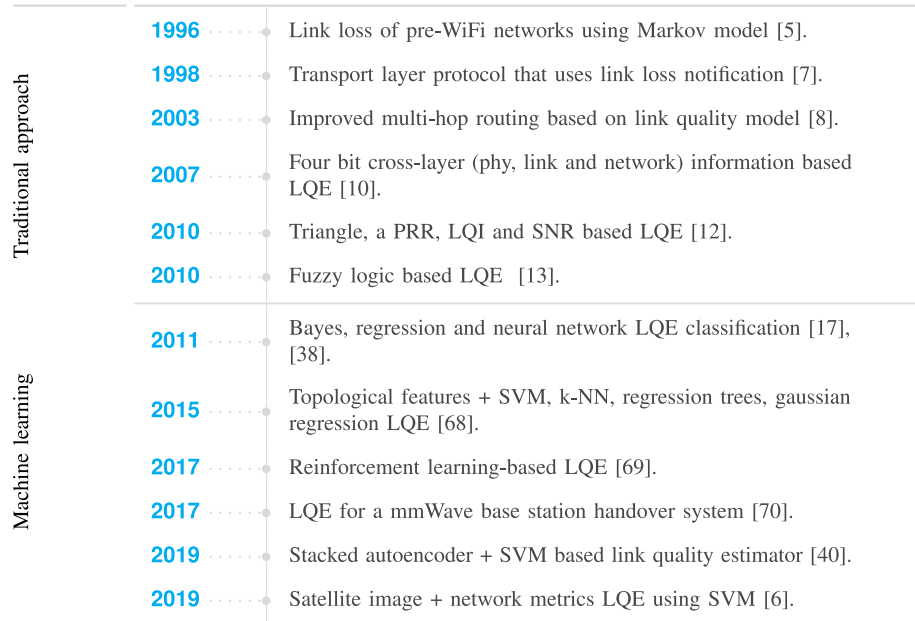 Traditional approach
1996 Link loss of pre-WiFi networks using Markov model [5].
1998 Transport layer protocol that uses link loss notification [7].
2003 Improved multi-hop routing based on link quality model [8].
2007 Four bit cross-layer (phy, link and network) information based
LQE [10].
2010 Triangle, a PRR, LQI and SNR based LQE [12].
2010 Fuzzy logic based LQE [13].
Machine learning
2011 Bayes, regression and neural network LQE classification [17],
[38].
2015 Topological features + SVM, k-NN, regression trees, gaussian
regression LQE [68].
2017 Reinforcement learning-based LQE [69].
2017 LQE for a mmWave base station handover system [70].
2019 Stacked autoencoder + SVM based link quality estimator [40].
2019 Satellite image + network metrics LQE using SVM [6].